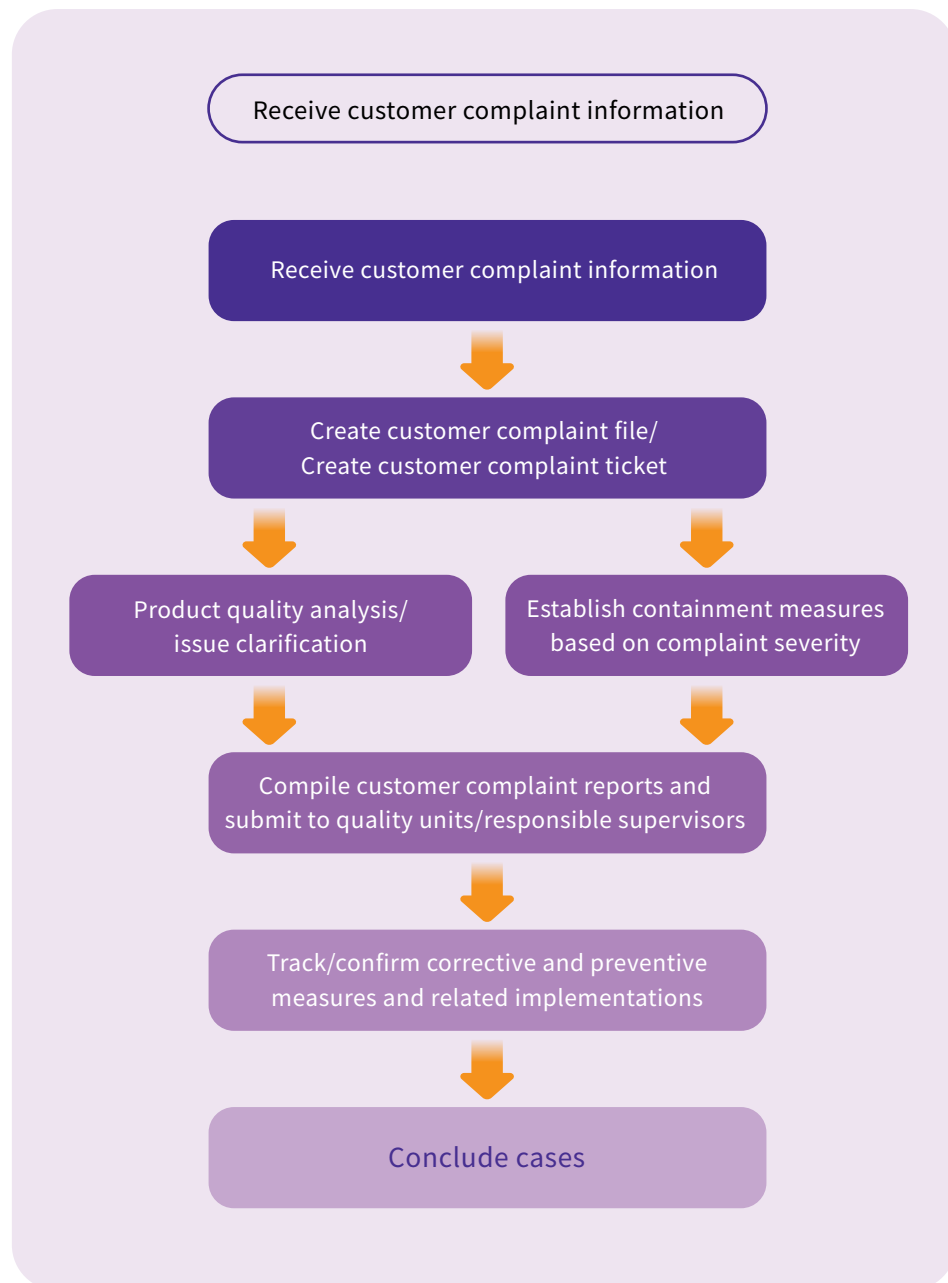 Receive customer complaint information
Receive customer complaint information
Create customer complaint file/
Create customer complaint ticket
Product quality analysis/
issue clarification
Establish containment measures
based on complaint severity
Compile customer complaint reports and
submit to quality units/responsible supervisors
Track/confirm corrective and preventive
measures and related implementations
Conclude cases